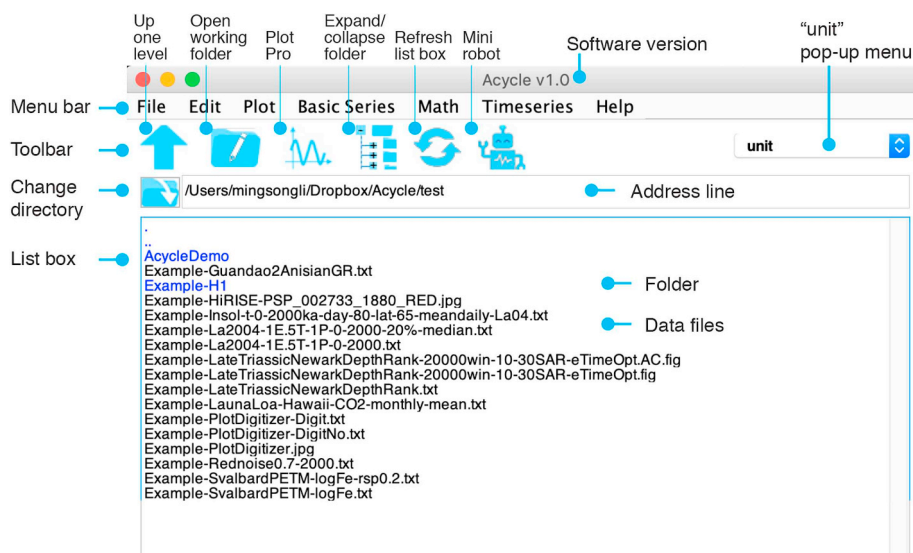 Up
one
level
Open
working
folder
Plot
Pro
Expand/
collapse
folder
Refresh
list box
Mini
robot
Software version
“unit”
pop-up menu
Acycle v1.0
Menu bar
File Edit Plot Basic Series Math Timeseries Help
Toolbar
unit
Change
directory
/Users/mingsongli/Dropbox/Acycle/test
Address line
List box
.
..
AcycleDemo
Example-Guandao2AnisianGR.txt
Example-H1
Example-HiRISE-PSP_002733_1880_RED.jpg
Example-Insol-t-0-2000ka-day-80-lat-65-meandaily-La04.txt
Example-La2004-1E.5T-1P-0-2000-20%-median.txt
Example-La2004-1E.5T-1P-0-2000.txt
Example-LateTriassicNewarkDepthRank-20000win-10-30SAR-eTimeOpt.AC.fig
Example-LateTriassicNewarkDepthRank-20000win-10-30SAR-eTimeOpt.fig
Example-LateTriassicNewarkDepthRank.txt
Example-LaunaLoa-Hawaii-CO2-monthly-mean.txt
Example-PlotDigitizer-Digit.txt
Example-PlotDigitizer-DigitNo.txt
Example-PlotDigitizer.jpg
Example-Rednoise0.7-2000.txt
Example-SvalbardPETM-logFe-rsp0.2.txt
Example-SvalbardPETM-logFe.txt
Folder
Data files